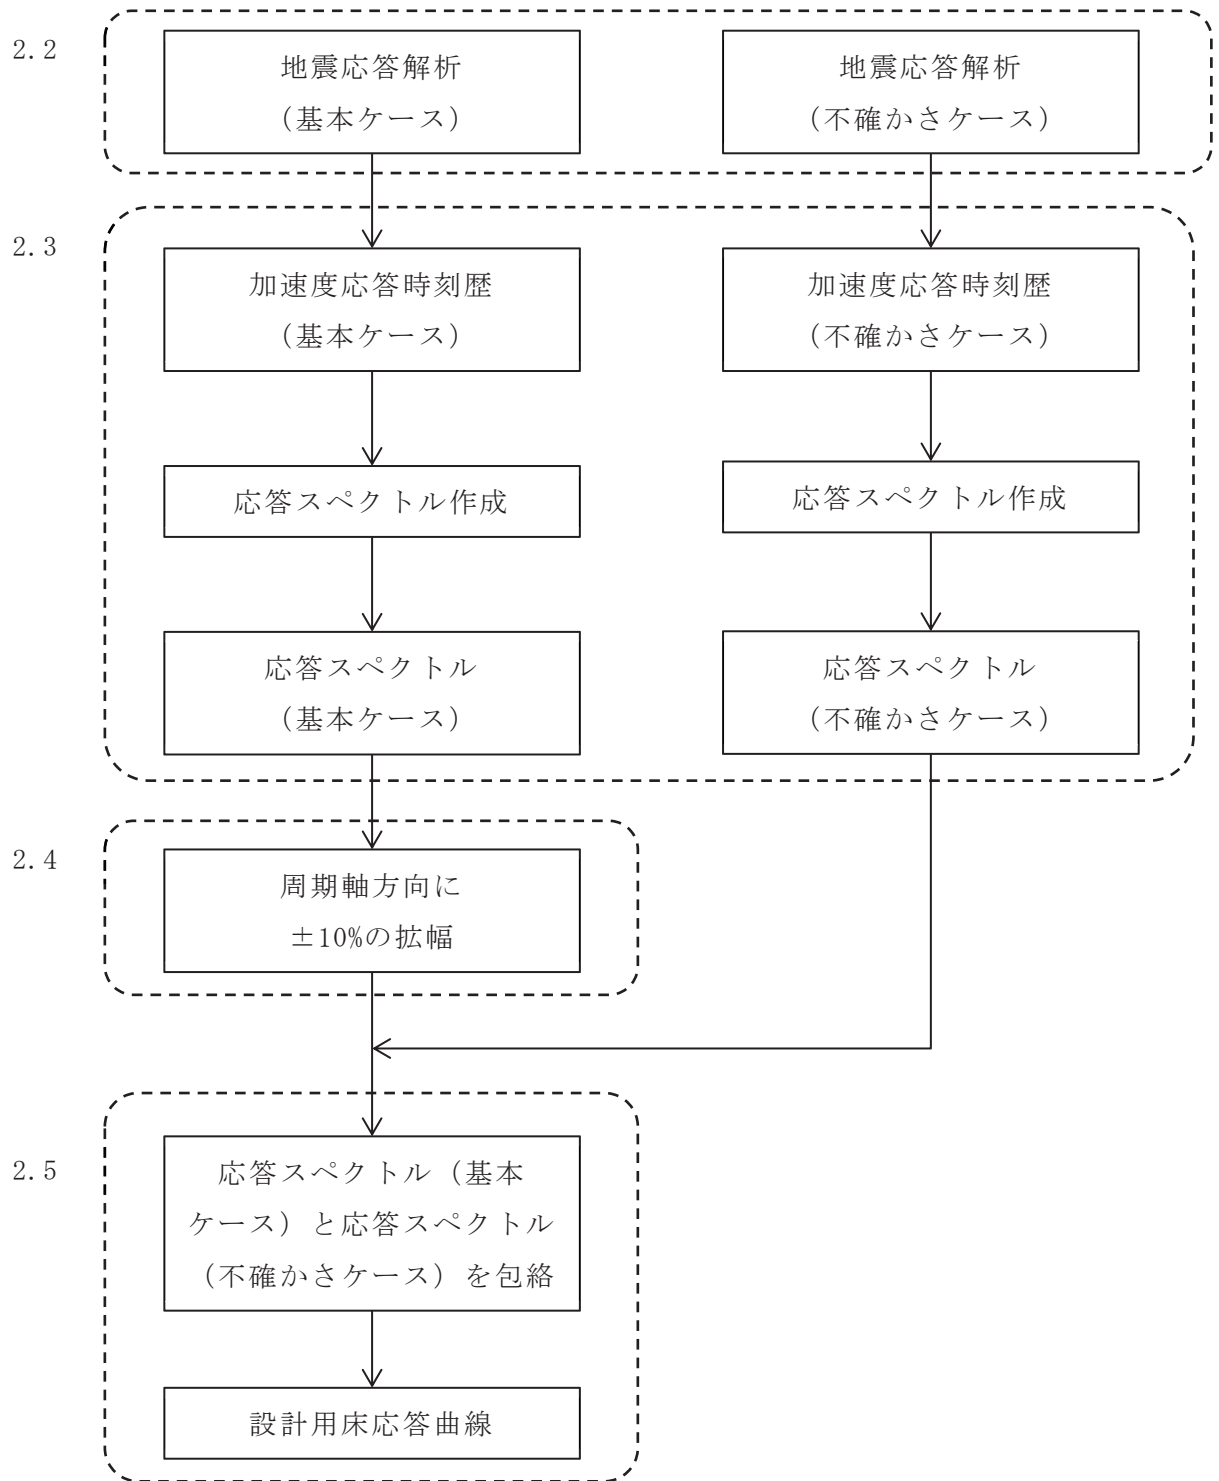 2.2
地震応答解析
（基本ケース）
地震応答解析
（不確かさケース）
2.3
加速度応答時刻歴
（基本ケース）
加速度応答時刻歴
（不確かさケース）
応答スペクトル作成
応答スペクトル作成
応答スペクトル
（基本ケース）
応答スペクトル
（不確かさケース）
2.4
周期軸方向に
±10%の拡幅
2.5
応答スペクトル（基本
ケース）と応答スペクトル
（不確かさケース）を包絡
設計用床応答曲線